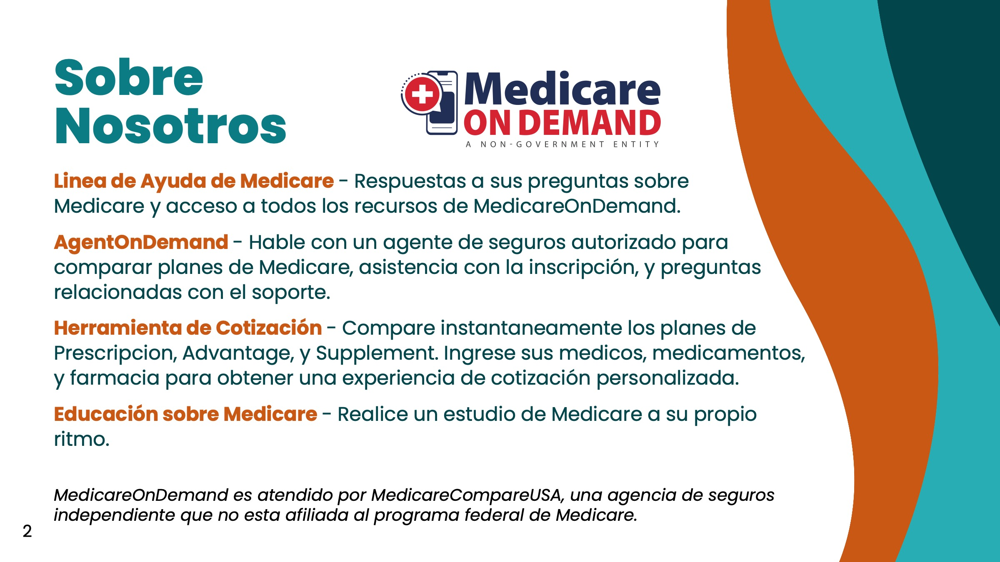 Sobre
Nosotros
Medicare
ON DEMAND
A NON-GOVERNMENT ENTITY
Linea de Ayuda de Medicare - Respuestas a sus preguntas sobre
Medicare y acceso a todos los recursos de MedicareOnDemand.
AgentOnDemand - Hable con un agente de seguros autorizado para
comparar planes de Medicare, asistencia con la inscripción, y preguntas
relacionadas con el soporte.
Herramienta de Cotización - Compare instantaneamente los planes de
Prescripcion, Advantage, y Supplement. Ingrese sus medicos, medicamentos,
y farmacia para obtener una experiencia de cotización personalizada.
Educación sobre Medicare - Realice un estudio de Medicare a su propio
ritmo.
MedicareOnDemand es atendido por MedicareCompareUSA, una agencia de seguros
independiente que no esta afiliada al programa federal de Medicare.
2